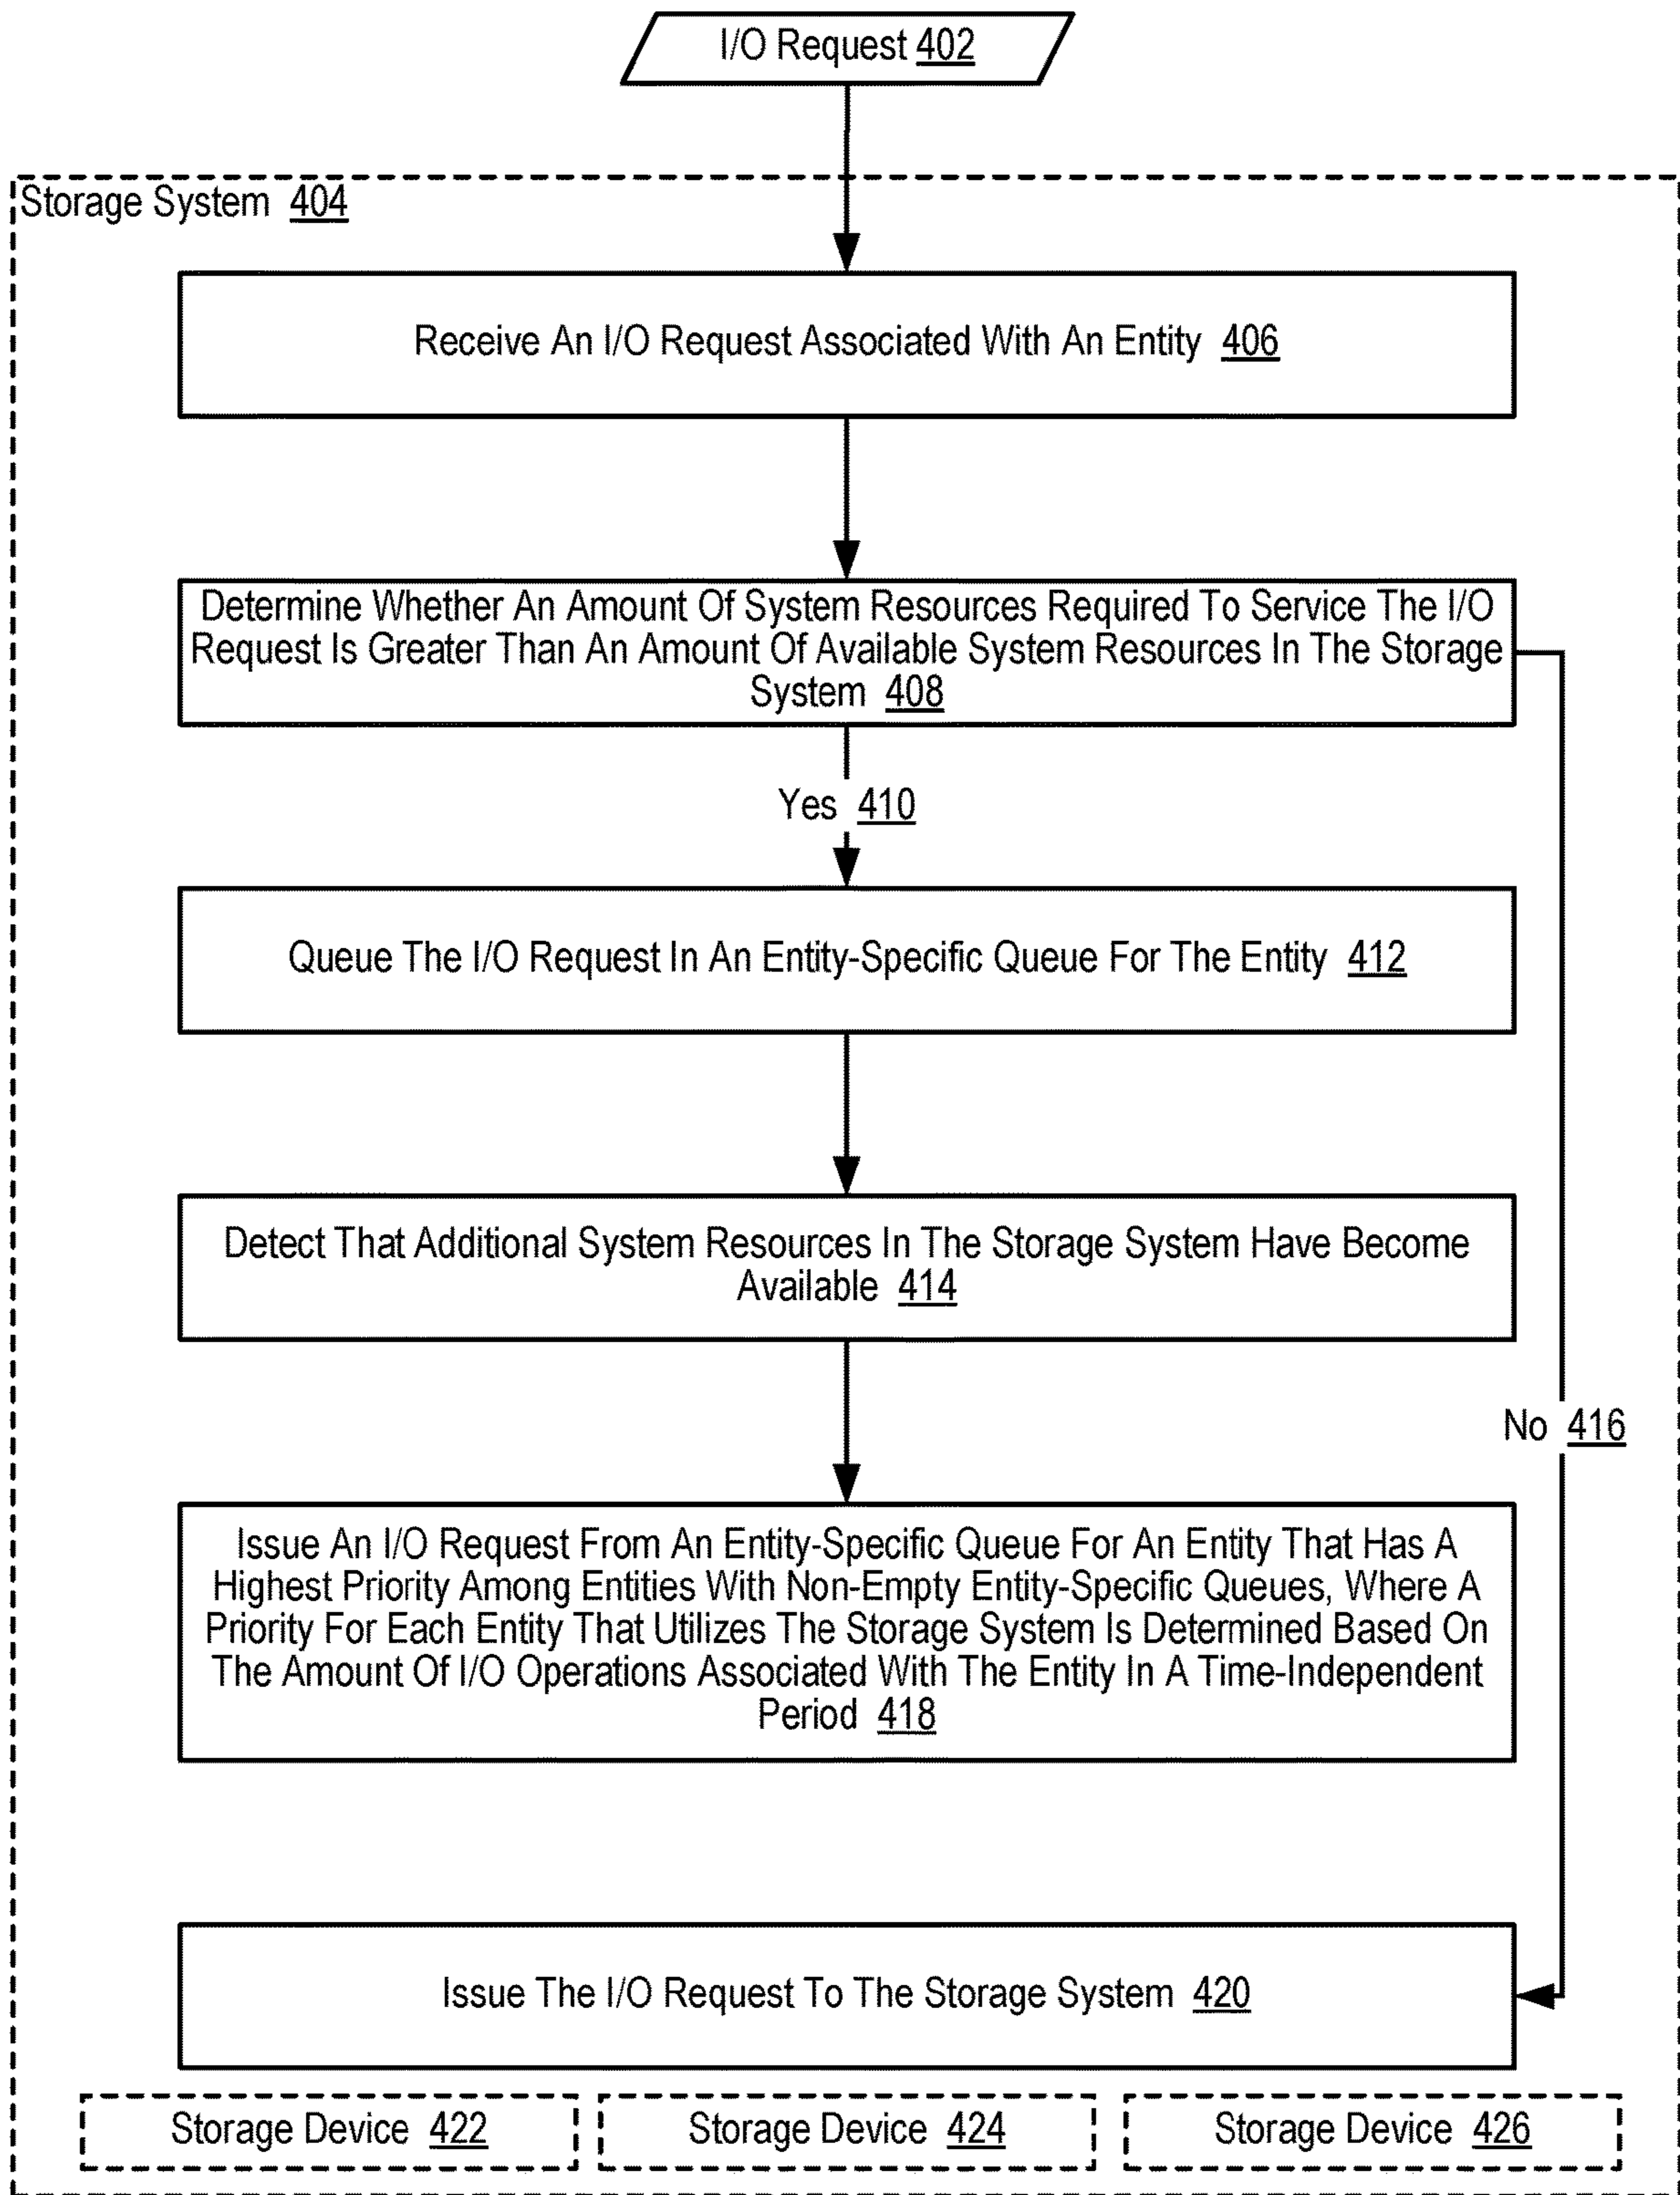 I/O Request 402
Storage System 404
Receive An I/O Request Associated With An Entity 406
Determine Whether An Amount Of System Resources Required To Service The I/O
Request Is Greater Than An Amount Of Available System Resources In The Storage
System 408
Yes 410
Queue The I/O Request In An Entity-Specific Queue For The Entity 412
Detect That Additional System Resources In The Storage System Have Become
Available 414
No 416
Issue An I/O Request From An Entity-Specific Queue For An Entity That Has A
Highest Priority Among Entities With Non-Empty Entity-Specific Queues, Where A
Priority For Each Entity That Utilizes The Storage System Is Determined Based On
The Amount Of I/O Operations Associated With The Entity In A Time-Independent
Period 418
Issue The I/O Request To The Storage System 420
Storage Device 422
Storage Device 424
Storage Device 426